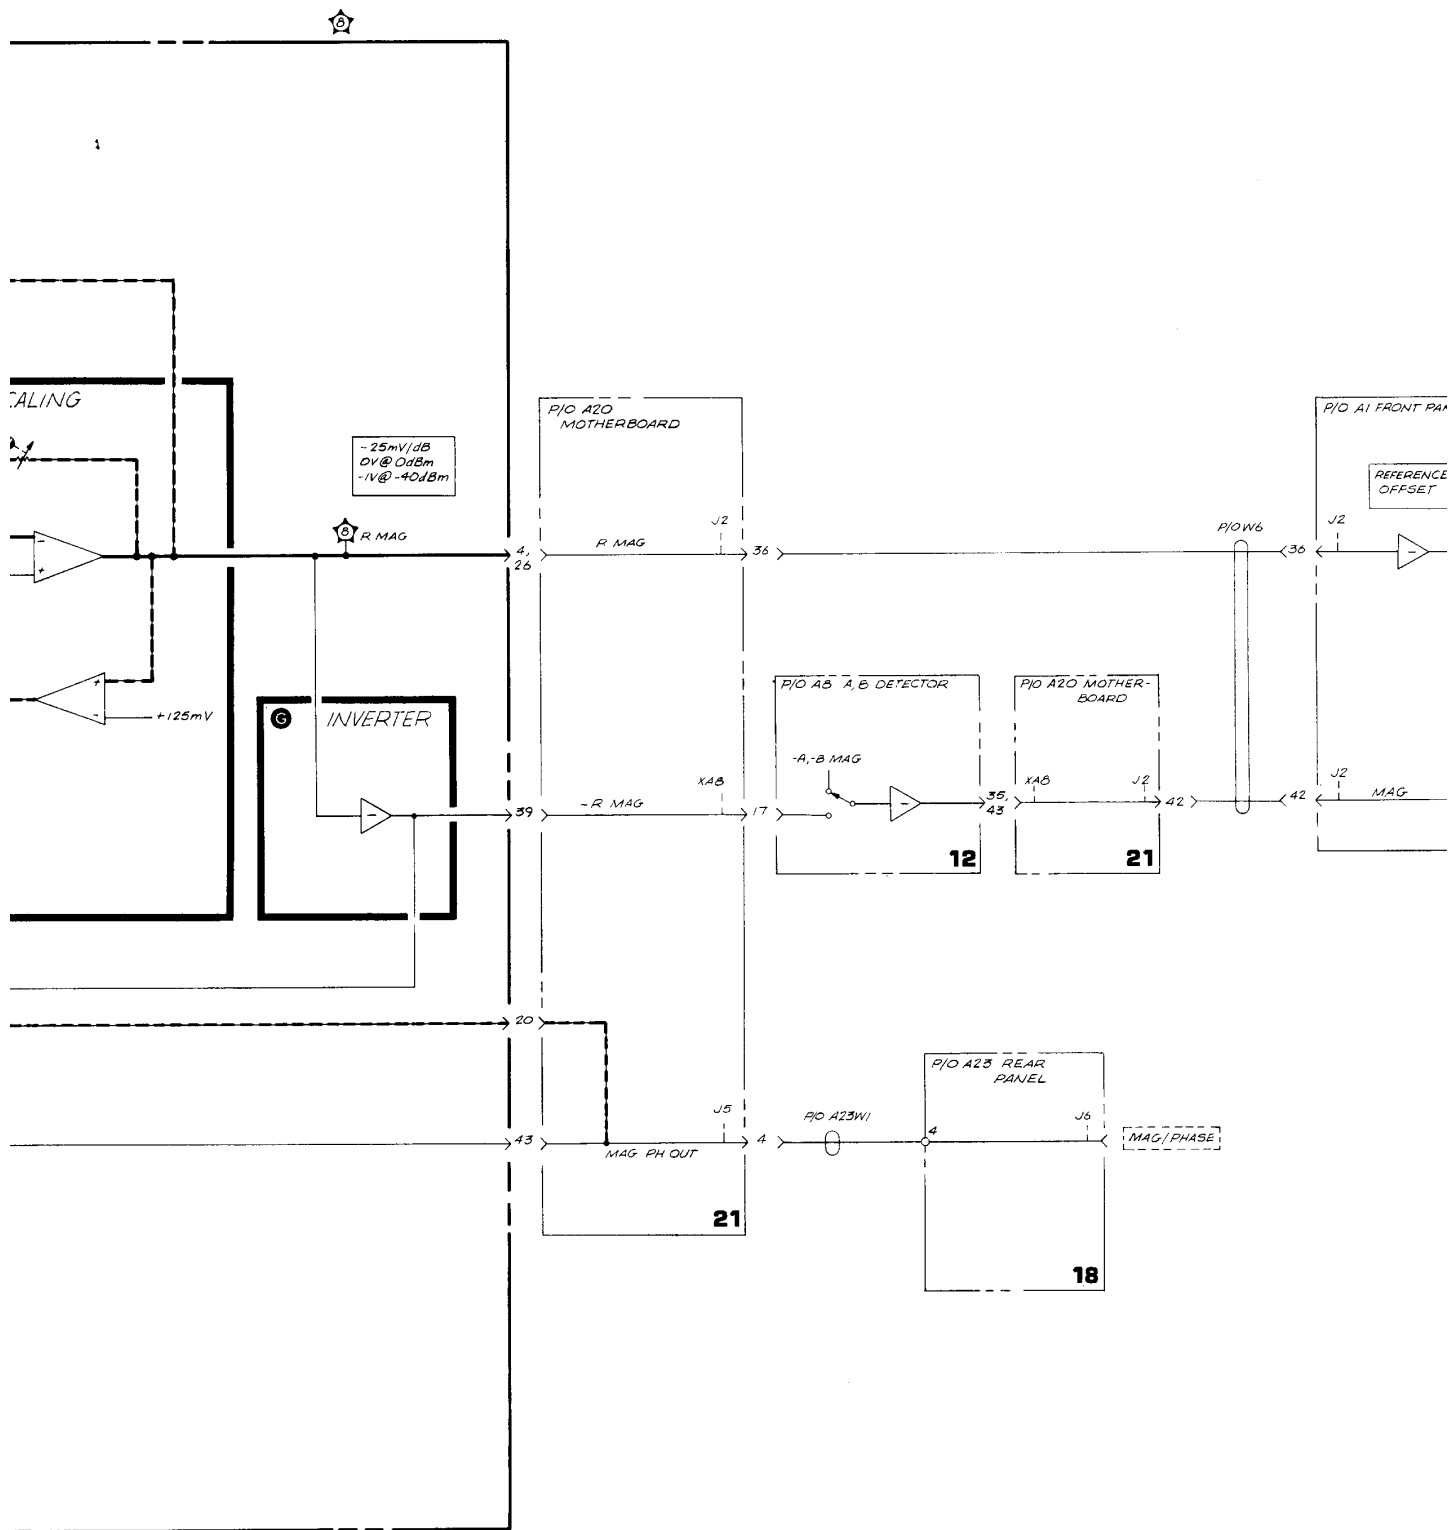 8
CALING
-25mV/dB
0V@ 0dBm
-1V@ -40dBm
8 R MAG
-
+
+
-
+125mV
G INVERTER
-
4,
26
39
20
43
P/O A20
MOTHERBOARD
J2
R MAG
36
XA8
-R MAG
17
J5
4
MAG PH OUT
21
P/O A8 A,B DETECTOR
-A,-B MAG
-
35,
43
12
P/O A20 MOTHER-
BOARD
XA8
J2
42
21
P/O W6
36
42
P/O A1 FRONT PAN
REFERENCE
OFFSET
J2
-
J2
MAG
P/O A23W1
P/O A23 REAR
PANEL
4
J6
MAG/PHASE
18